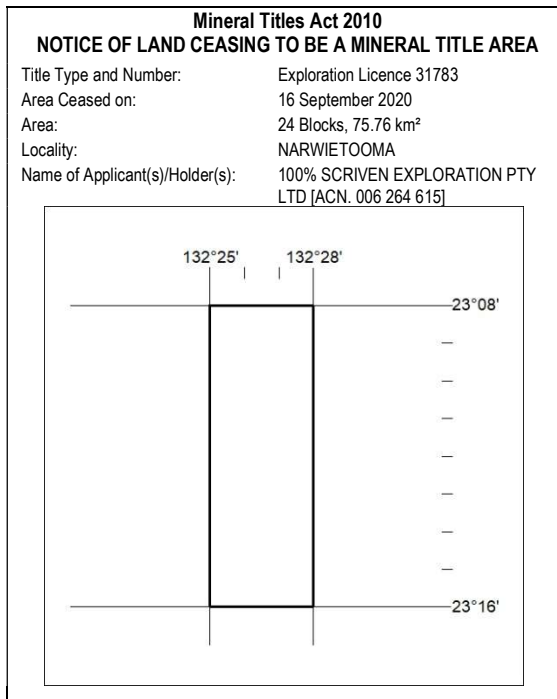 Mineral Titles Act 2010
NOTICE OF LAND CEASING TO BE A MINERAL TITLE AREA
Title Type and Number: Exploration Licence 31783
Area Ceased on: 16 September 2020
Area: 24 Blocks, 75.76 km²
Locality: NARWIETOOMA
Name of Applicant(s)/Holder(s): 100% SCRIVEN EXPLORATION PTY
LTD [ACN. 006 264 615]
132°25' 132°28'
23°08'
23°16'